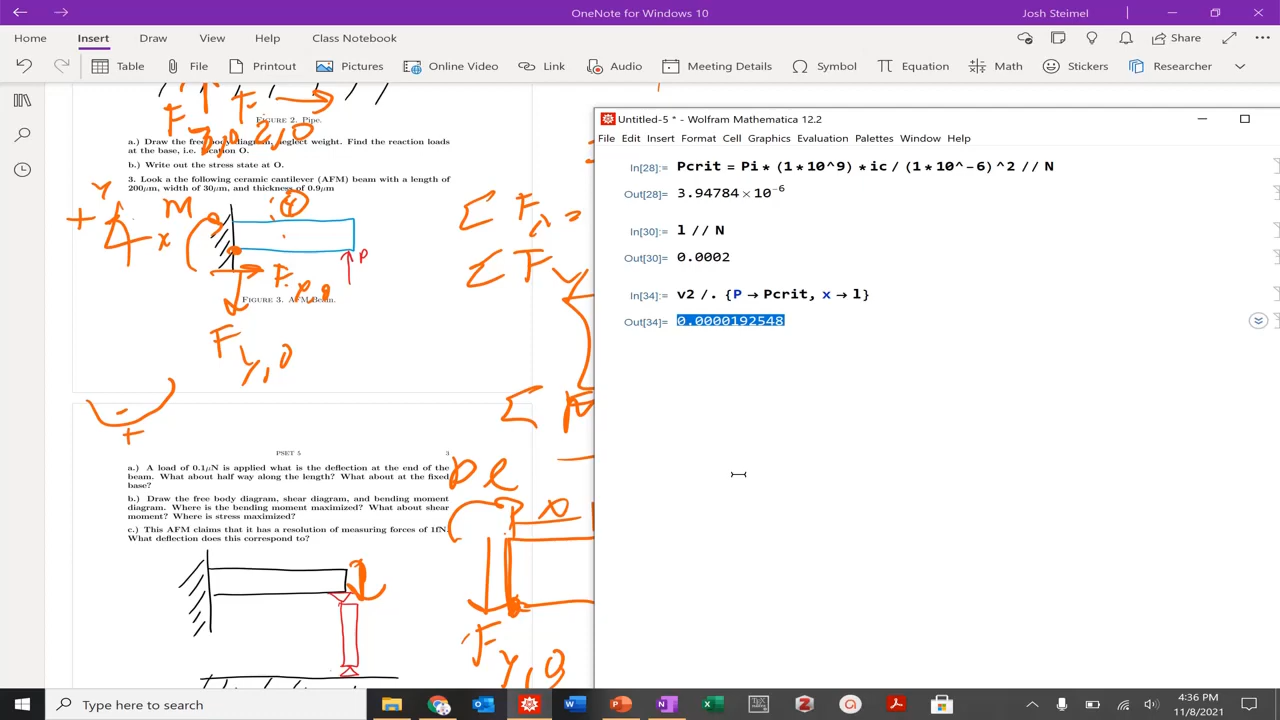 OneNote for Windows 10
Josh Steimel
Home Insert Draw View Help Class Notebook
Share
Table File Printout Pictures Online Video Link Audio Meeting Details Symbol Equation Math Stickers Researcher
FIGURE 2. Pipe.
a.) Draw the free body diagram, neglect weight. Find the reaction loads
at the base, i.e. location O.
b.) Write out the stress state at O.
3. Look a the following ceramic cantilever (AFM) beam with a length of
200μm, width of 30μm, and thickness of 0.9μm
+ Y
x
M
P
F x, 0
FIGURE 3. AFM Beam.
F y, 0
- +
PSET 5 3
a.) A load of 0.1μN is applied what is the deflection at the end of the
beam. What about half way along the length? What about at the fixed
base?
b.) Draw the free body diagram, shear diagram, and bending moment
diagram. Where is the bending moment maximized? What about shear
moment? Where is stress maximized?
c.) This AFM claims that it has a resolution of measuring forces of 1fN.
What deflection does this correspond to?
Σ F
Σ F y
Σ M
P l
x
F y, 0
Untitled-5 * - Wolfram Mathematica 12.2
File Edit Insert Format Cell Graphics Evaluation Palettes Window Help
In[28]:= Pcrit = Pi * (1*10^9) * ic / (1*10^-6)^2 // N
Out[28]= 3.94784×10^-6
In[30]:= l // N
Out[30]= 0.0002
In[34]:= v2 /. {P → Pcrit, x → l}
Out[34]= 0.0000192548
Type here to search
4:36 PM
11/8/2021